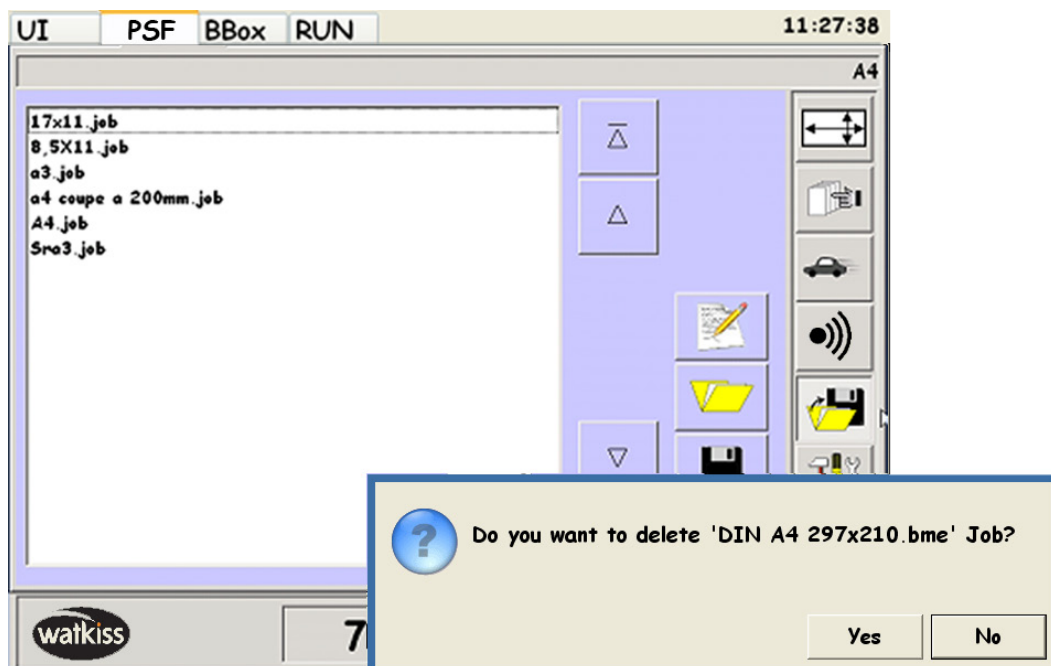 UI PSF BBox RUN 11:27:38
A4
17x11.job
8,5X11.job
a3.job
a4 coupe a 200mm.job
A4.job
Sra3.job
Do you want to delete 'DIN A4 297x210.bme' Job?
Yes No
watkiss 7